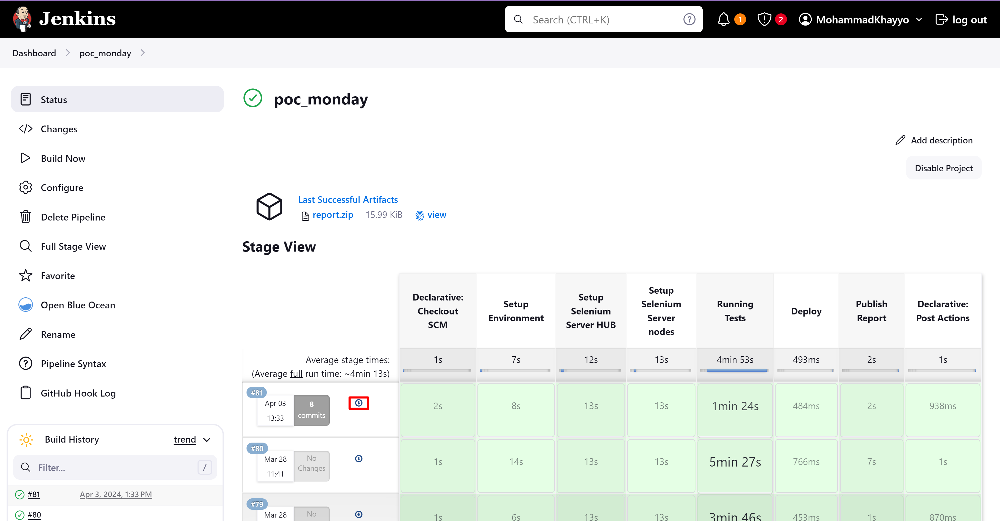 Jenkins
Search (CTRL+K)
?
1
2
MohammadKhayyo
log out
Dashboard
poc_monday
Status
Changes
Build Now
Configure
Delete Pipeline
Full Stage View
Favorite
Open Blue Ocean
Rename
Pipeline Syntax
GitHub Hook Log
Build History
trend
Filter...
/
#81
Apr 3, 2024, 1:33 PM
#80
poc_monday
Add description
Disable Project
Last Successful Artifacts
report.zip 15.99 KiB view
Stage View
Declarative:
Checkout
SCM
Setup
Environment
Setup
Selenium
Server HUB
Setup
Selenium
Server
nodes
Running
Tests
Deploy
Publish
Report
Declarative:
Post Actions
Average stage times:
(Average full run time: ~4min 13s)
1s 7s 12s 13s 4min 53s 493ms 2s 1s
#81
Apr 03
13:33
8
commits
2s 8s 13s 13s 1min 24s 484ms 2s 938ms
#80
Mar 28
11:41
No
Changes
1s 14s 13s 13s 5min 27s 766ms 7s 1s
#79
Mar 28
No
1s 6s 13s 13s 3min 46s 453ms 1s 870ms